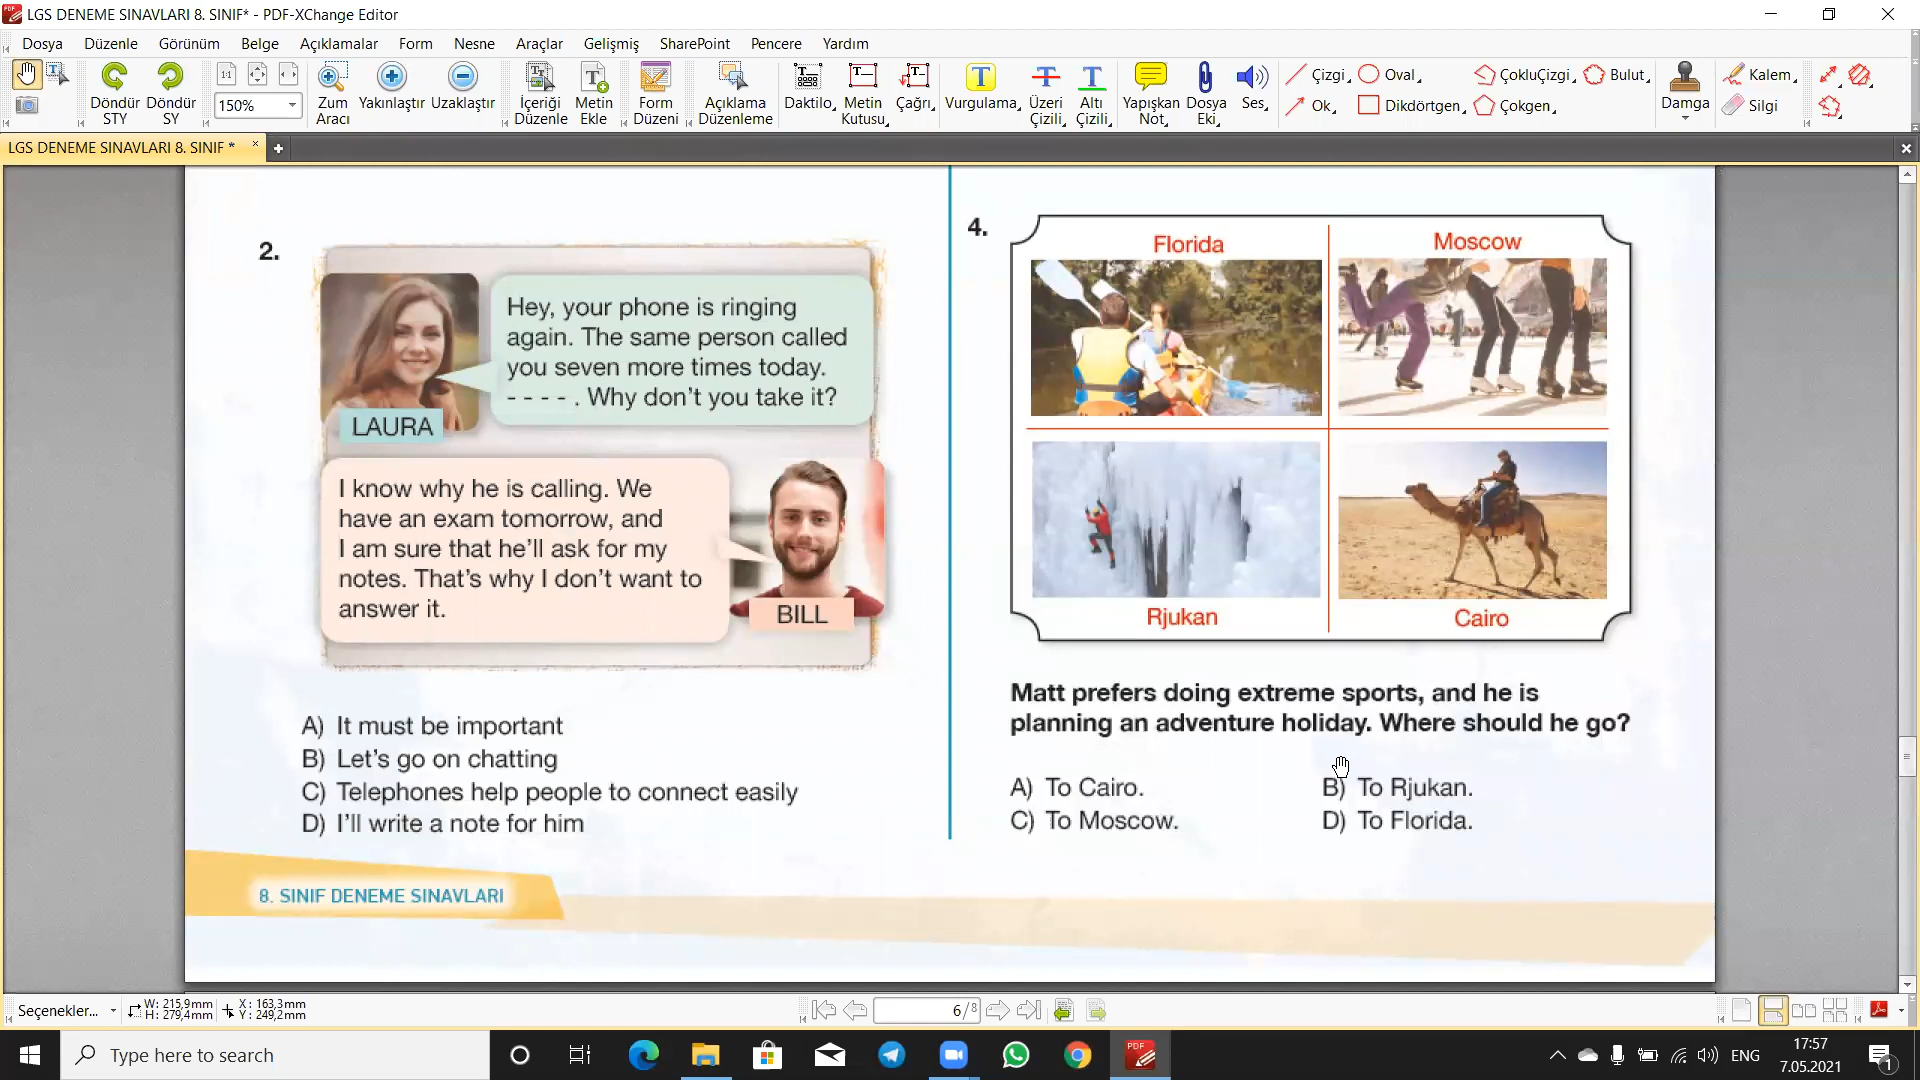 LGS DENEME SINAVLARI 8. SINIF* - PDF-XChange Editor
Dosya Düzenle Görünüm Belge Açıklamalar Form Nesne Araçlar Gelişmiş SharePoint Pencere Yardım
Döndür STY
Döndür SY
1:1
150%
Zum Aracı
Yakınlaştır
Uzaklaştır
İçeriği Düzenle
Metin Ekle
Form Düzeni
Açıklama Düzenleme
Daktilo
Metin Kutusu
Çağrı
Vurgulama
Üzeri Çizili
Altı Çizili
Yapışkan Not
Dosya Eki
Ses
Çizgi
Oval
ÇokluÇizgi
Bulut
Ok
Dikdörtgen
Çokgen
Damga
Kalem
Silgi
LGS DENEME SINAVLARI 8. SINIF *
2.
Hey, your phone is ringing
again. The same person called
you seven more times today.
- - - - . Why don't you take it?
LAURA
I know why he is calling. We
have an exam tomorrow, and
I am sure that he'll ask for my
notes. That's why I don't want to
answer it.
BILL
A) It must be important
B) Let's go on chatting
C) Telephones help people to connect easily
D) I'll write a note for him
4.
Florida
Moscow
Rjukan
Cairo
Matt prefers doing extreme sports, and he is
planning an adventure holiday. Where should he go?
A) To Cairo.
B) To Rjukan.
C) To Moscow.
D) To Florida.
8. SINIF DENEME SINAVLARI
Seçenekler...
W: 215,9mm
H: 279,4mm
X: 163,3mm
Y: 249,2mm
6/8
Type here to search
PDF
ENG
17:57
7.05.2021
1